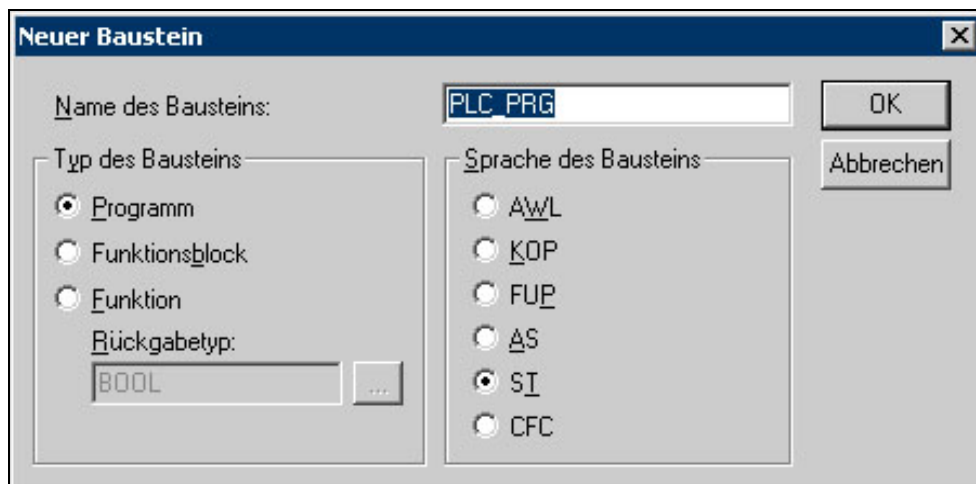 Neuer Baustein
Name des Bausteins:
PLC_PRG
OK
Abbrechen
Typ des Bausteins
Programm
Funktionsblock
Funktion
Rückgabetyp:
BOOL
...
Sprache des Bausteins
AWL
KOP
FUP
AS
ST
CFC